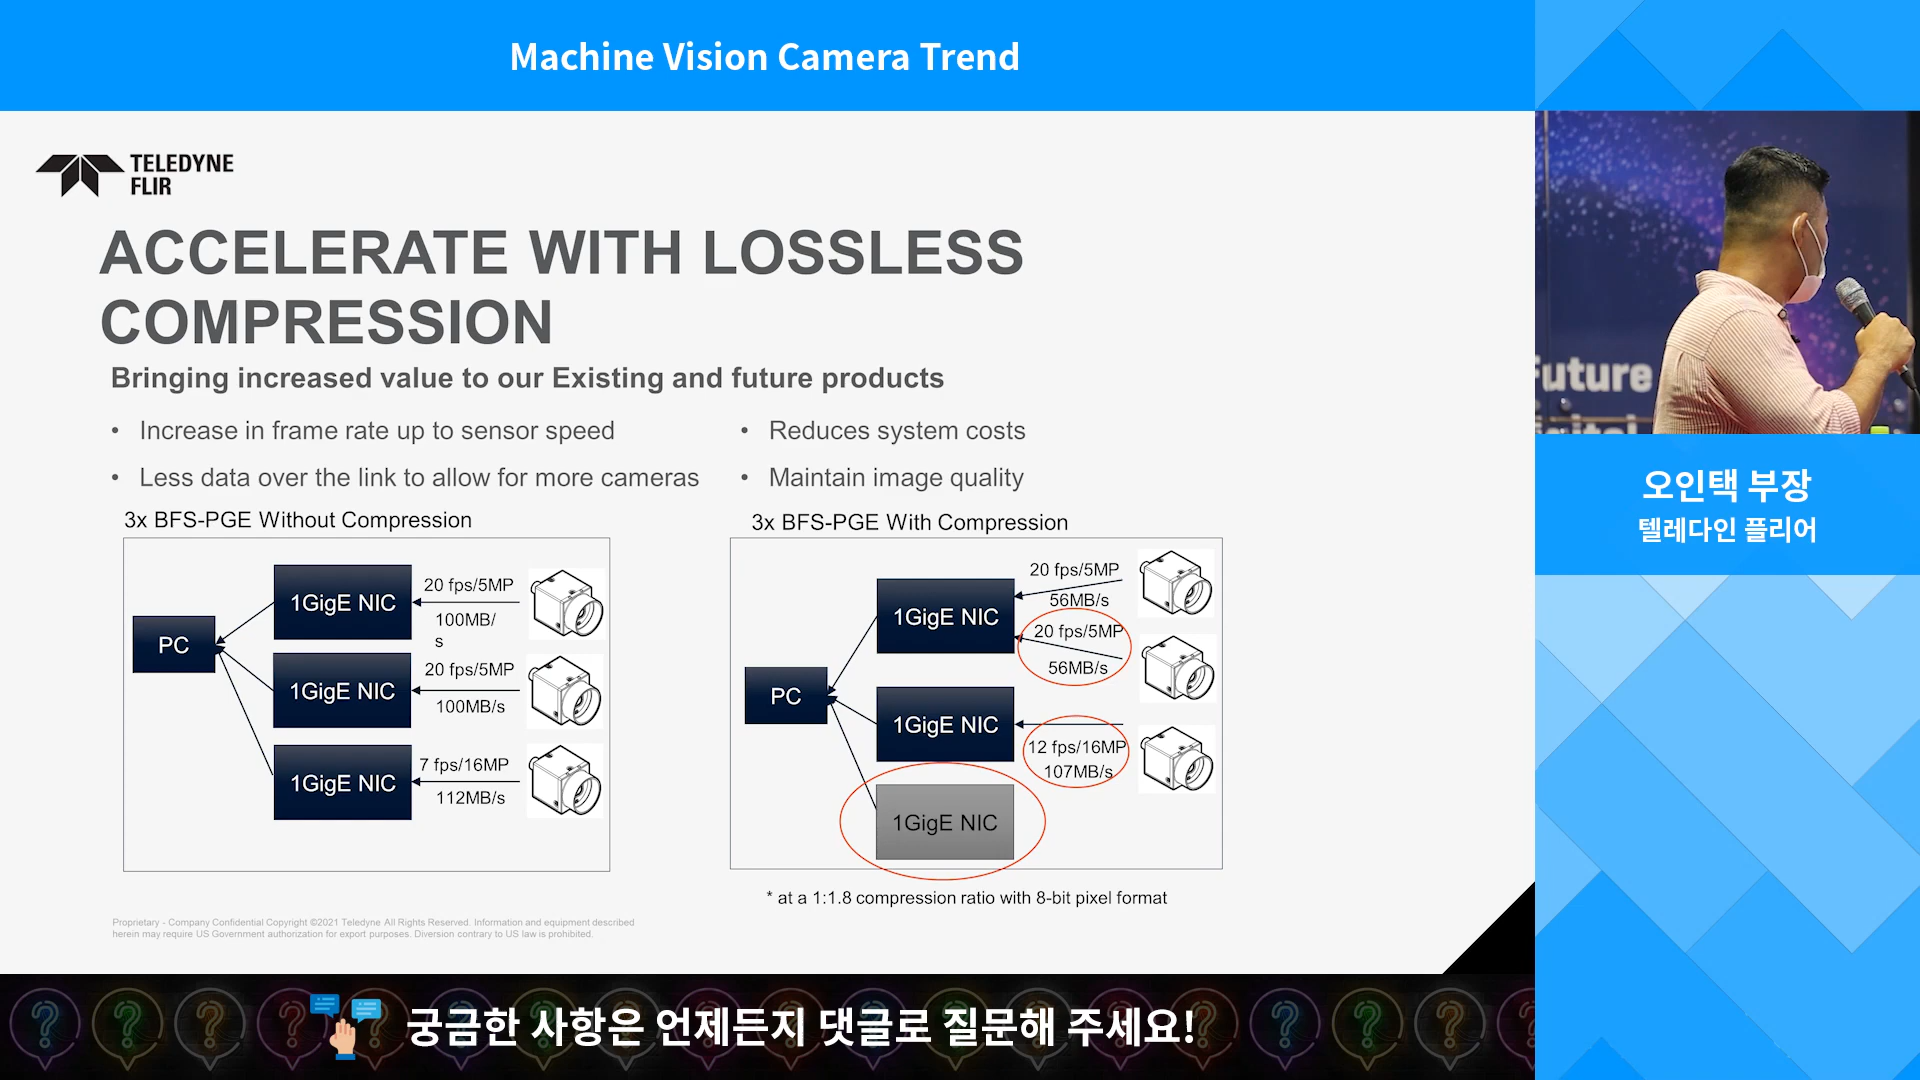 Machine Vision Camera Trend
TELEDYNE
FLIR
ACCELERATE WITH LOSSLESS
COMPRESSION
Bringing increased value to our Existing and future products
• Increase in frame rate up to sensor speed
• Less data over the link to allow for more cameras
• Reduces system costs
• Maintain image quality
3x BFS-PGE Without Compression
PC
1GigE NIC
20 fps/5MP
100MB/
s
1GigE NIC
20 fps/5MP
100MB/s
1GigE NIC
7 fps/16MP
112MB/s
3x BFS-PGE With Compression
PC
1GigE NIC
20 fps/5MP
56MB/s
20 fps/5MP
56MB/s
1GigE NIC
12 fps/16MP
107MB/s
1GigE NIC
* at a 1:1.8 compression ratio with 8-bit pixel format
Proprietary - Company Confidential Copyright ©2021 Teledyne All Rights Reserved. Information and equipment described
herein may require US Government authorization for export purposes. Diversion contrary to US law is prohibited.
uture
오인택 부장
텔레다인 플리어
궁금한 사항은 언제든지 댓글로 질문해 주세요!